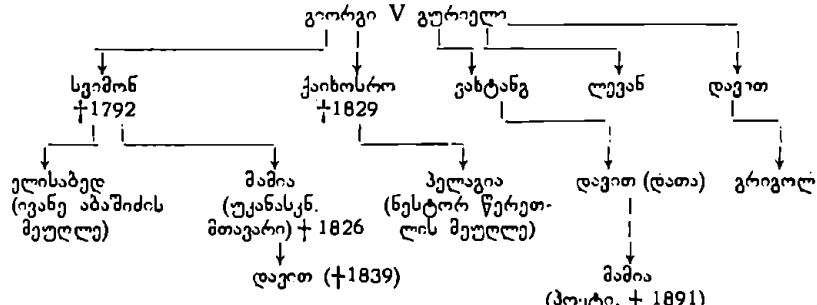 გიორგი V გურიელი
სვიმონ ქაიხოსრო ვახტანგ ლევან დავით
†1792 †1829
ელისაბედ მამია პელაგია დავით (დათა) გრიგოლ
(ივანე აბაშიძის (უკანასკნ. (ნესტორ წერეთ-
მეუღლე) მთავარი) † 1826 ლის მეუღლე)
დავით (†1839) მამია
(პოეტი, † 1891)